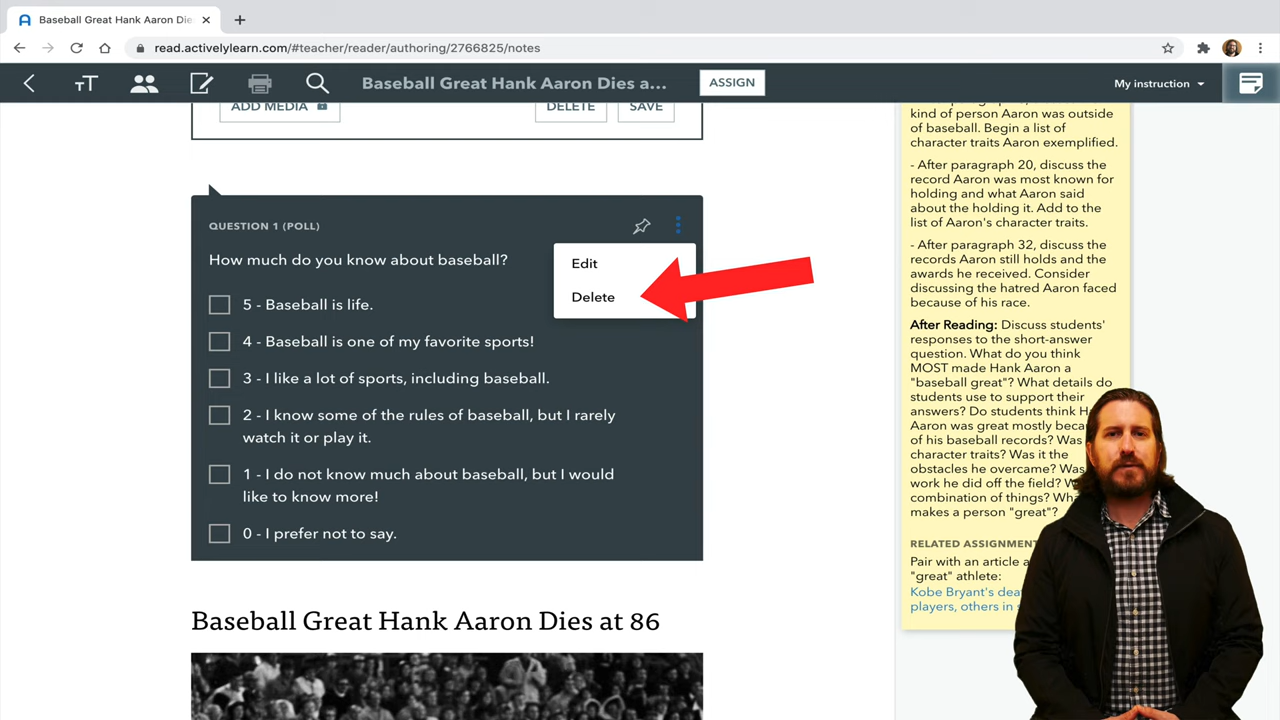 Baseball Great Hank Aaron Die
read.activelylearn.com/#teacher/reader/authoring/2766825/notes
Baseball Great Hank Aaron Dies a...
ASSIGN
My instruction
ADD MEDIA
DELETE
SAVE
QUESTION 1 (POLL)
How much do you know about baseball?
Edit
Delete
5 - Baseball is life.
4 - Baseball is one of my favorite sports!
3 - I like a lot of sports, including baseball.
2 - I know some of the rules of baseball, but I rarely
watch it or play it.
1 - I do not know much about baseball, but I would
like to know more!
0 - I prefer not to say.
Baseball Great Hank Aaron Dies at 86
kind of person Aaron was outside
of baseball. Begin a list of
character traits Aaron exemplified.
- After paragraph 20, discuss the
record Aaron was most known for
holding and what Aaron said
about the holding it. Add to the
list of Aaron's character traits.
- After paragraph 32, discuss the
records Aaron still holds and the
awards he received. Consider
discussing the hatred Aaron faced
because of his race.
After Reading: Discuss students'
responses to the short-answer
question. What do you think
MOST made Hank Aaron a
"baseball great"? What details do
students use to support their
answers? Do students think H
Aaron was great mostly beca
of his baseball records? Was
character traits? Was it the
obstacles he overcame? Was
work he did off the field?
combination of things?
makes a person "great"?
RELATED ASSIGNMENT
Pair with an article a
"great" athlete:
Kobe Bryant's dea
players, others in